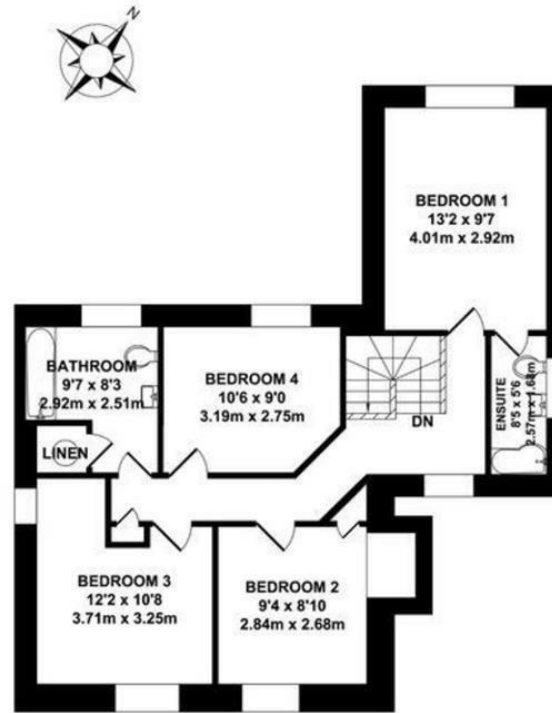 N
BEDROOM 1
13'2 x 9'7
4.01m x 2.92m
BATHROOM
9'7 x 8'3
2.92m x 2.51m
BEDROOM 4
10'6 x 9'0
3.19m x 2.75m
ENSUITE
8'5 x 5'6
2.57m x 1.68m
DN
LINEN
BEDROOM 3
12'2 x 10'8
3.71m x 3.25m
BEDROOM 2
9'4 x 8'10
2.84m x 2.68m